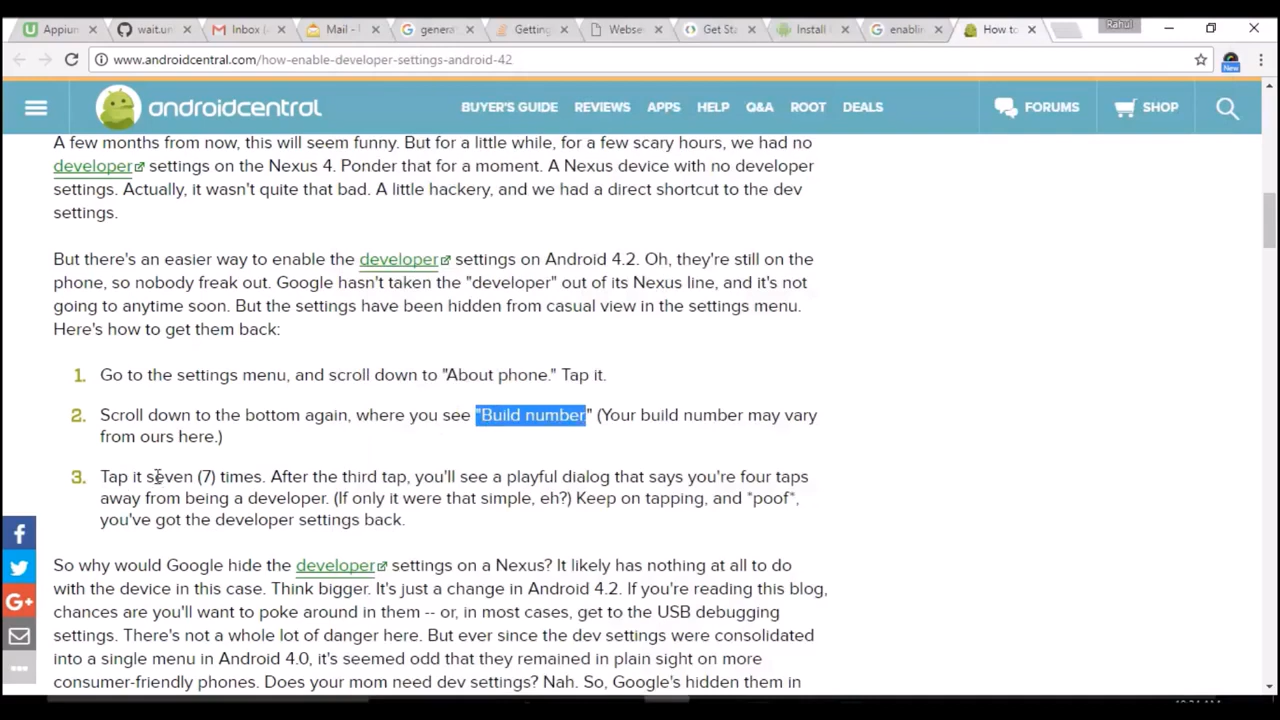 Appium
wait.un
Inbox (
Mail - 
genera
Getting
Webse
Get Sta
Install
enablin
How to
Rahul
www.androidcentral.com/how-enable-developer-settings-android-42
New
androidcentral
BUYER'S GUIDE REVIEWS APPS HELP Q&A ROOT DEALS
FORUMS
SHOP
A few months from now, this will seem funny. But for a little while, for a few scary hours, we had no
developer settings on the Nexus 4. Ponder that for a moment. A Nexus device with no developer
settings. Actually, it wasn't quite that bad. A little hackery, and we had a direct shortcut to the dev
settings.
But there's an easier way to enable the developer settings on Android 4.2. Oh, they're still on the
phone, so nobody freak out. Google hasn't taken the "developer" out of its Nexus line, and it's not
going to anytime soon. But the settings have been hidden from casual view in the settings menu.
Here's how to get them back:
1. Go to the settings menu, and scroll down to "About phone." Tap it.
2. Scroll down to the bottom again, where you see "Build number." (Your build number may vary
from ours here.)
3. Tap it seven (7) times. After the third tap, you'll see a playful dialog that says you're four taps
away from being a developer. (If only it were that simple, eh?) Keep on tapping, and *poof*,
you've got the developer settings back.
So why would Google hide the developer settings on a Nexus? It likely has nothing at all to do
with the device in this case. Think bigger. It's just a change in Android 4.2. If you're reading this blog,
chances are you'll want to poke around in them -- or, in most cases, get to the USB debugging
settings. There's not a whole lot of danger here. But ever since the dev settings were consolidated
into a single menu in Android 4.0, it's seemed odd that they remained in plain sight on more
consumer-friendly phones. Does your mom need dev settings? Nah. So, Google's hidden them in